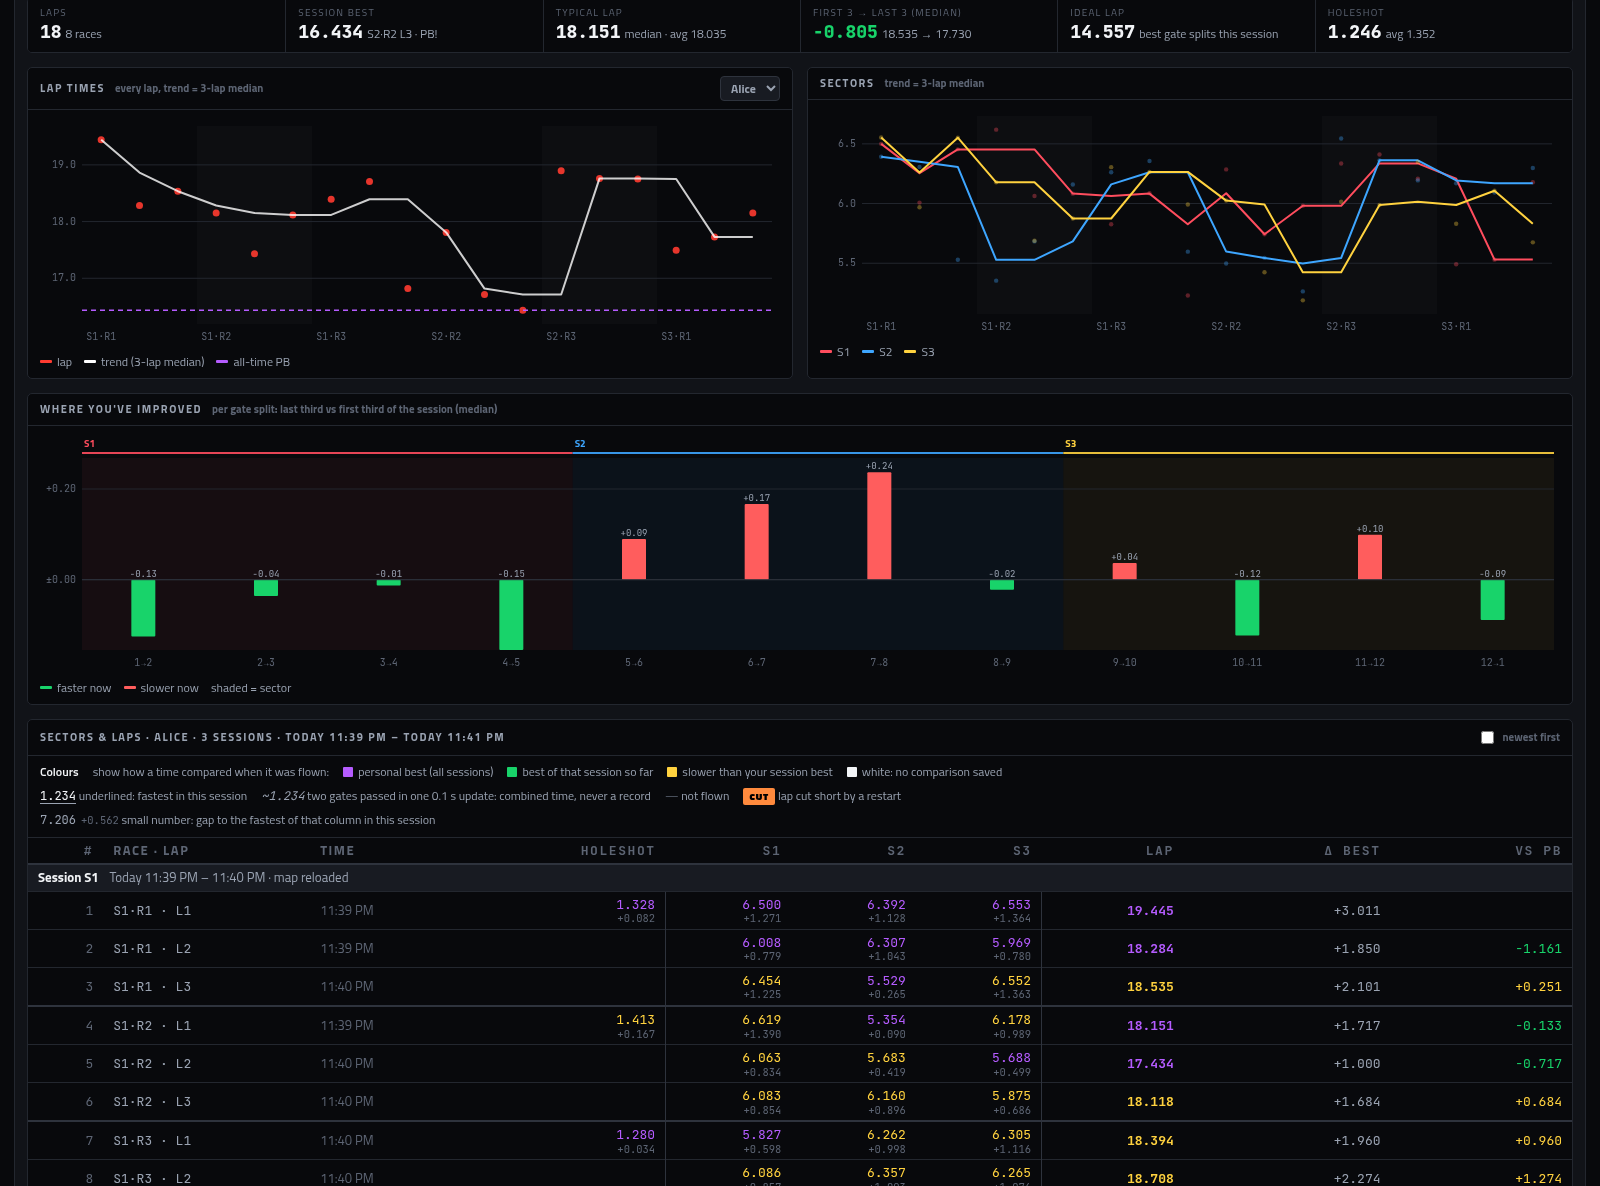 LAPS
18 8 races
SESSION BEST
16.434 S2·R2 L3 · PB!
TYPICAL LAP
18.151 median · avg 18.035
FIRST 3 → LAST 3 (MEDIAN)
-0.805 18.535 → 17.730
IDEAL LAP
14.557 best gate splits this session
HOLESHOT
1.246 avg 1.352
LAP TIMES every lap, trend = 3-lap median
Alice
19.0
18.0
17.0
S1·R1 S1·R2 S1·R3 S2·R2 S2·R3 S3·R1
lap trend (3-lap median) all-time PB
SECTORS trend = 3-lap median
6.5
6.0
5.5
S1·R1 S1·R2 S1·R3 S2·R2 S2·R3 S3·R1
S1 S2 S3
WHERE YOU'VE IMPROVED per gate split: last third vs first third of the session (median)
S1 S2 S3
+0.20
±0.00
-0.13 -0.04 -0.01 -0.15 +0.09 +0.17 +0.24 -0.02 +0.04 -0.12 +0.10 -0.09
1→2 2→3 3→4 4→5 5→6 6→7 7→8 8→9 9→10 10→11 11→12 12→1
faster now slower now shaded = sector
SECTORS & LAPS · ALICE · 3 SESSIONS · TODAY 11:39 PM – TODAY 11:41 PM
newest first
Colours show how a time compared when it was flown: personal best (all sessions) best of that session so far slower than your session best white: no comparison saved
1.234 underlined: fastest in this session ~1.234 two gates passed in one 0.1 s update: combined time, never a record — not flown CUT lap cut short by a restart
7.206 +0.562 small number: gap to the fastest of that column in this session
# RACE · LAP TIME HOLESHOT S1 S2 S3 LAP Δ BEST VS PB
Session S1 Today 11:39 PM – 11:40 PM · map reloaded
1 S1·R1 · L1 11:39 PM 1.328 6.500 6.392 6.553 19.445 +3.011
+0.082 +1.271 +1.128 +1.364
2 S1·R1 · L2 11:39 PM 6.008 6.307 5.969 18.284 +1.850 -1.161
+0.779 +1.043 +0.780
3 S1·R1 · L3 11:40 PM 6.454 5.529 6.552 18.535 +2.101 +0.251
+1.225 +0.265 +1.363
4 S1·R2 · L1 11:39 PM 1.413 6.619 5.354 6.178 18.151 +1.717 -0.133
+0.167 +1.390 +0.090 +0.989
5 S1·R2 · L2 11:40 PM 6.063 5.683 5.688 17.434 +1.000 -0.717
+0.834 +0.419 +0.499
6 S1·R2 · L3 11:40 PM 6.083 6.160 5.875 18.118 +1.684 +0.684
+0.854 +0.896 +0.686
7 S1·R3 · L1 11:40 PM 1.280 5.827 6.262 6.305 18.394 +1.960 +0.960
+0.034 +0.598 +0.998 +1.116
8 S1·R3 · L2 11:40 PM 6.086 6.357 6.265 18.708 +2.274 +1.274